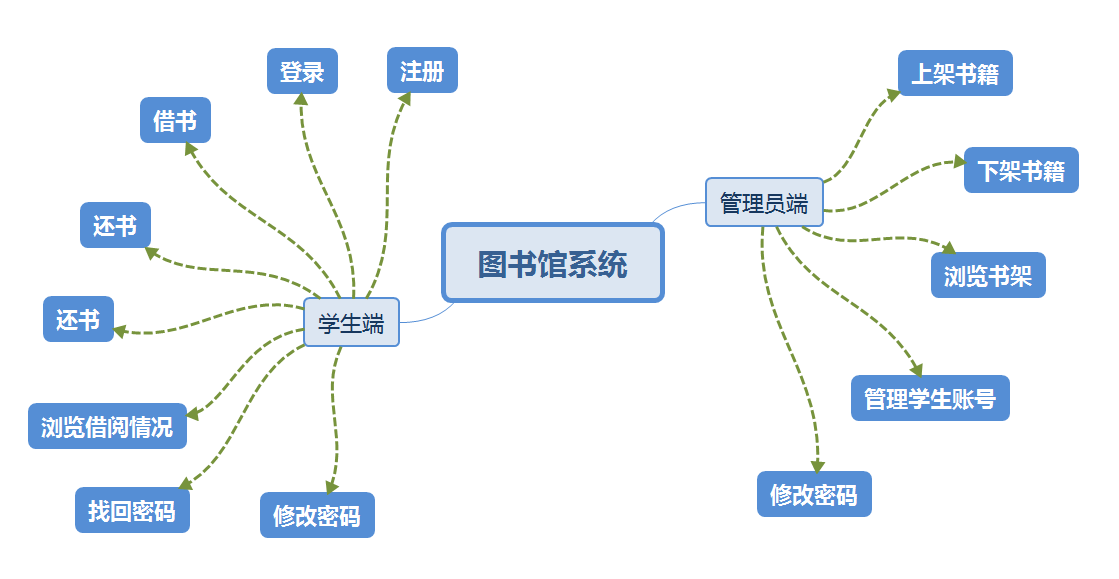 登录
注册
上架书籍
借书
下架书籍
管理员端
还书
图书馆系统
浏览书架
还书
学生端
管理学生账号
浏览借阅情况
修改密码
找回密码
修改密码